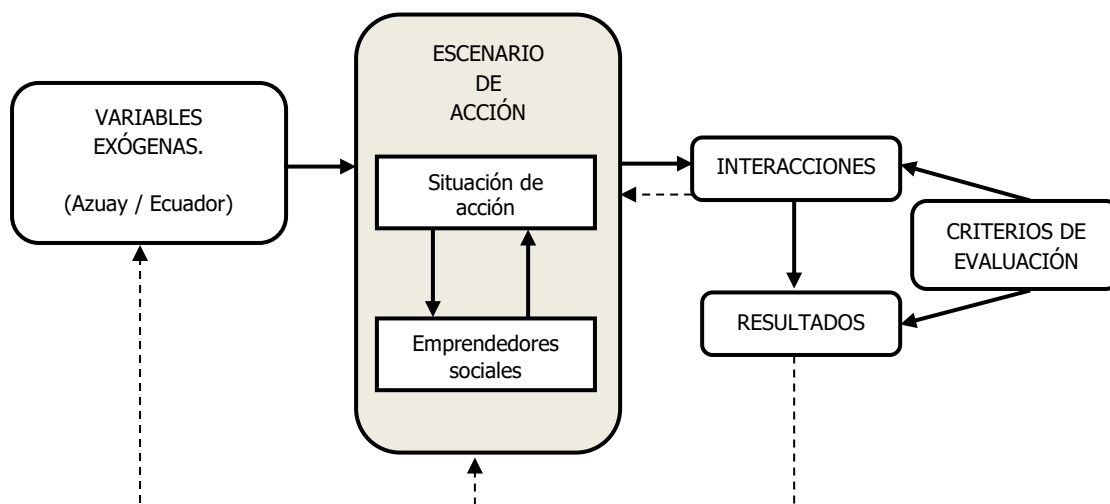 VARIABLES
EXÓGENAS.
(Azuay / Ecuador)
ESCENARIO
DE
ACCIÓN
Situación de
acción
Emprendedores
sociales
INTERACCIONES
RESULTADOS
CRITERIOS DE
EVALUACIÓN